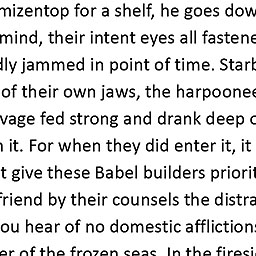 mizentop for a shelf, he goes dow
mind, their intent eyes all fastene
dly jammed in point of time. Starb
of their own jaws, the harpoonee
vage fed strong and drank deep o
it. For when they did enter it, it
t give these Babel builders priorit
friend by their counsels the distra
ou hear of no domestic afflictions
er of the frozen seas. In the firesi